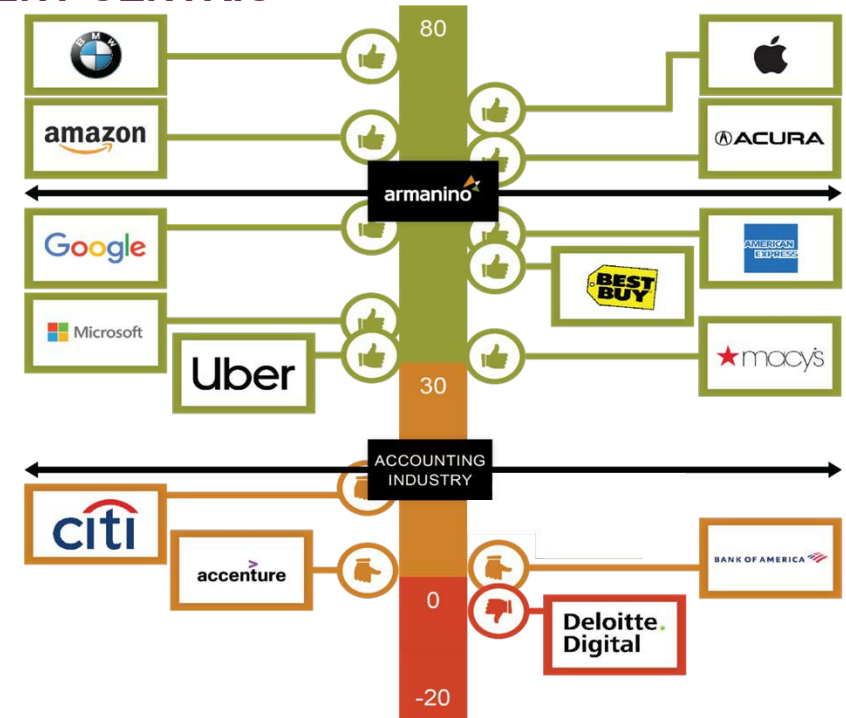 80
BMW
amazon
ACURA
armanino
Google
AMERICAN
EXPRESS
BEST
BUY
Microsoft
Uber
macy's
30
ACCOUNTING
INDUSTRY
citi
accenture
BANK OF AMERICA
0
Deloitte.
Digital
-20